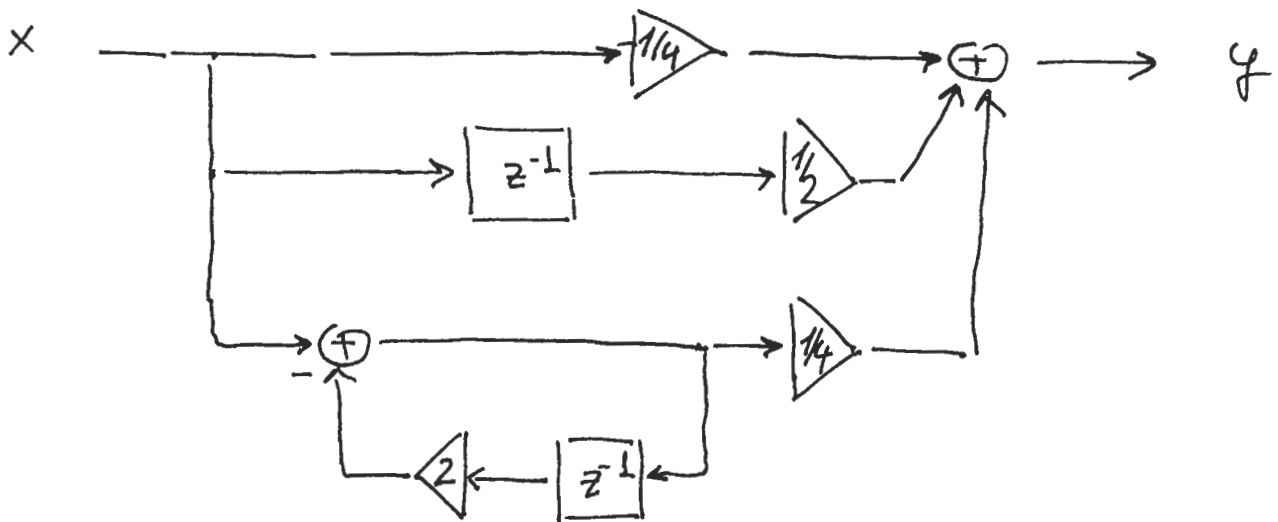 x -1/4 + y
z⁻¹ 1/2
+ 1/4
-
2 z⁻¹